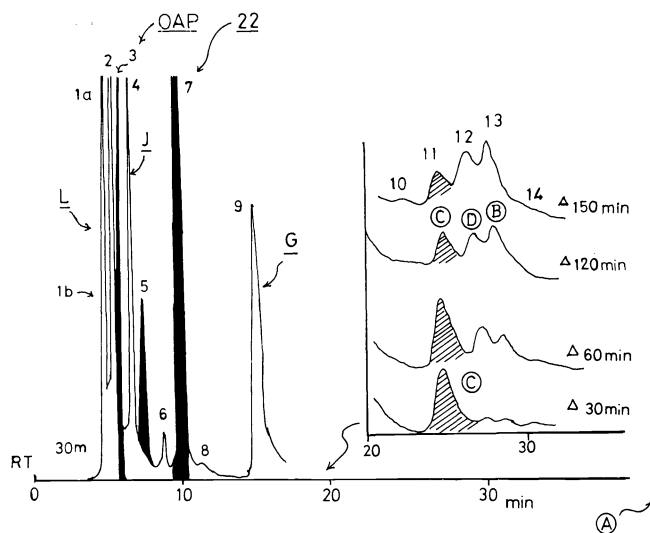 OAP 22
2 3
1a 4 7
J
L
1b
5
6
8
9
G
30m
RT
0 10 20 30 min
13
12
11
10
14
Δ 150 min
C D B
Δ 120 min
Δ 60 min
C
Δ 30 min
20 30
A